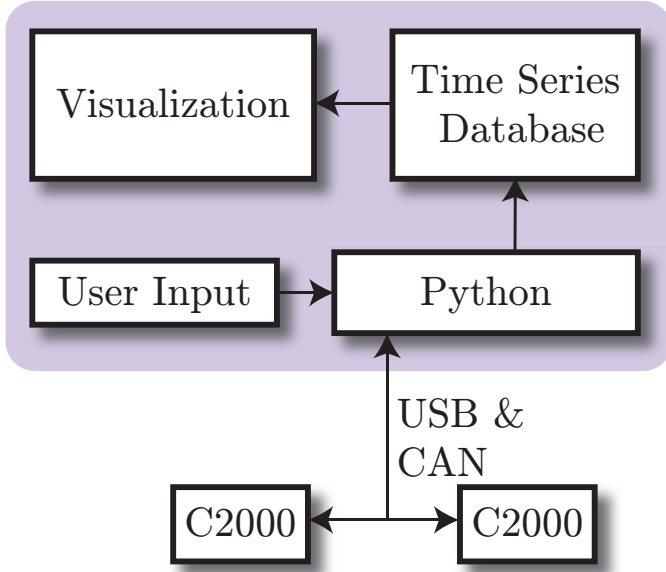 Visualization
Time Series
Database
User Input
Python
USB &
CAN
C2000
C2000